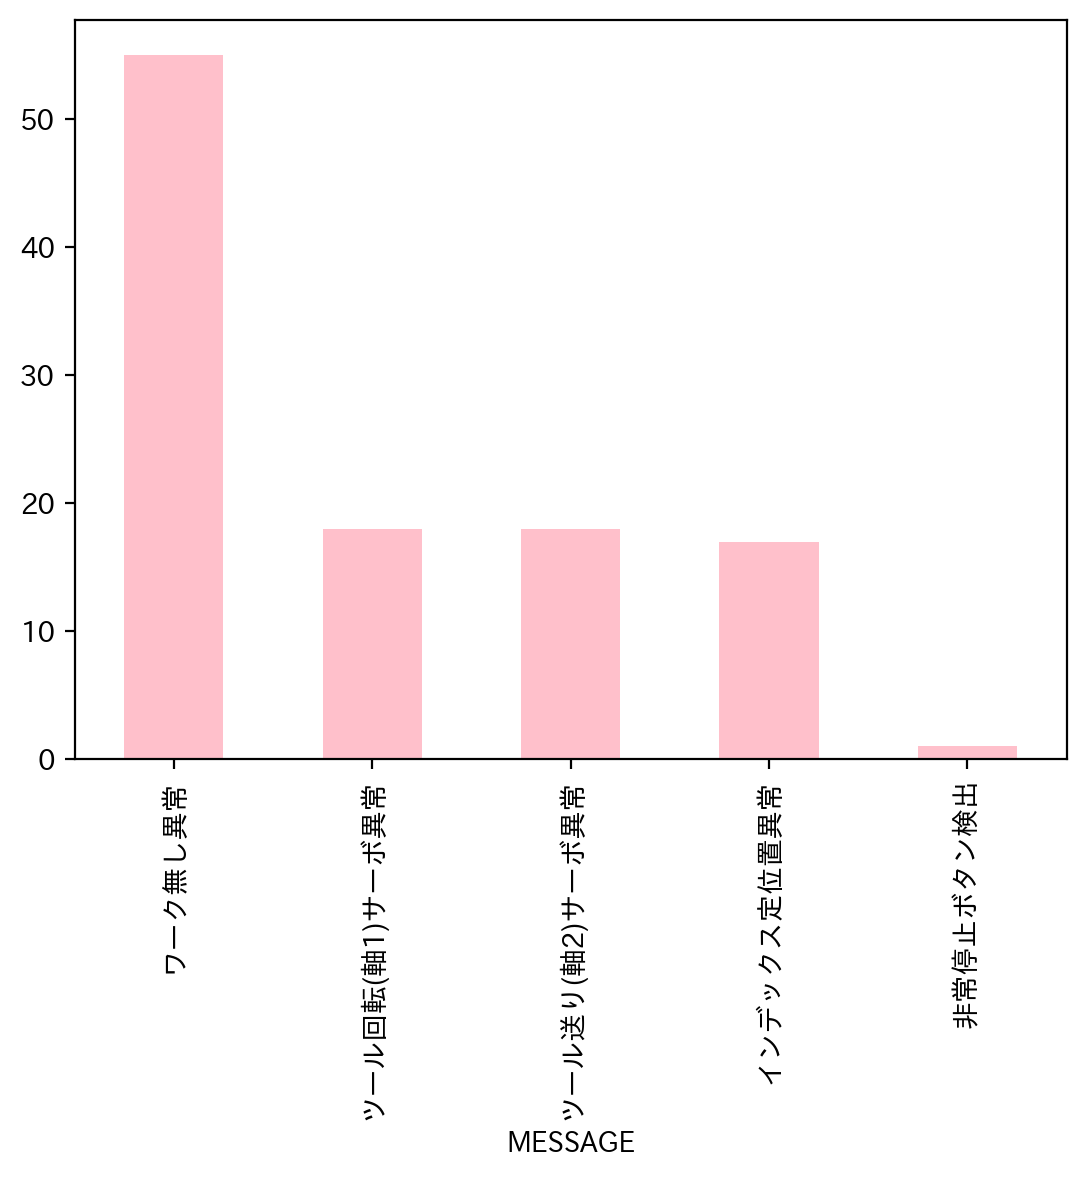 50
40
30
20
10
0
ワーク無し異常
ツール回転(軸1)サーボ異常
ツール送り(軸2)サーボ異常
インデックス定位置異常
非常停止ボタン検出
MESSAGE